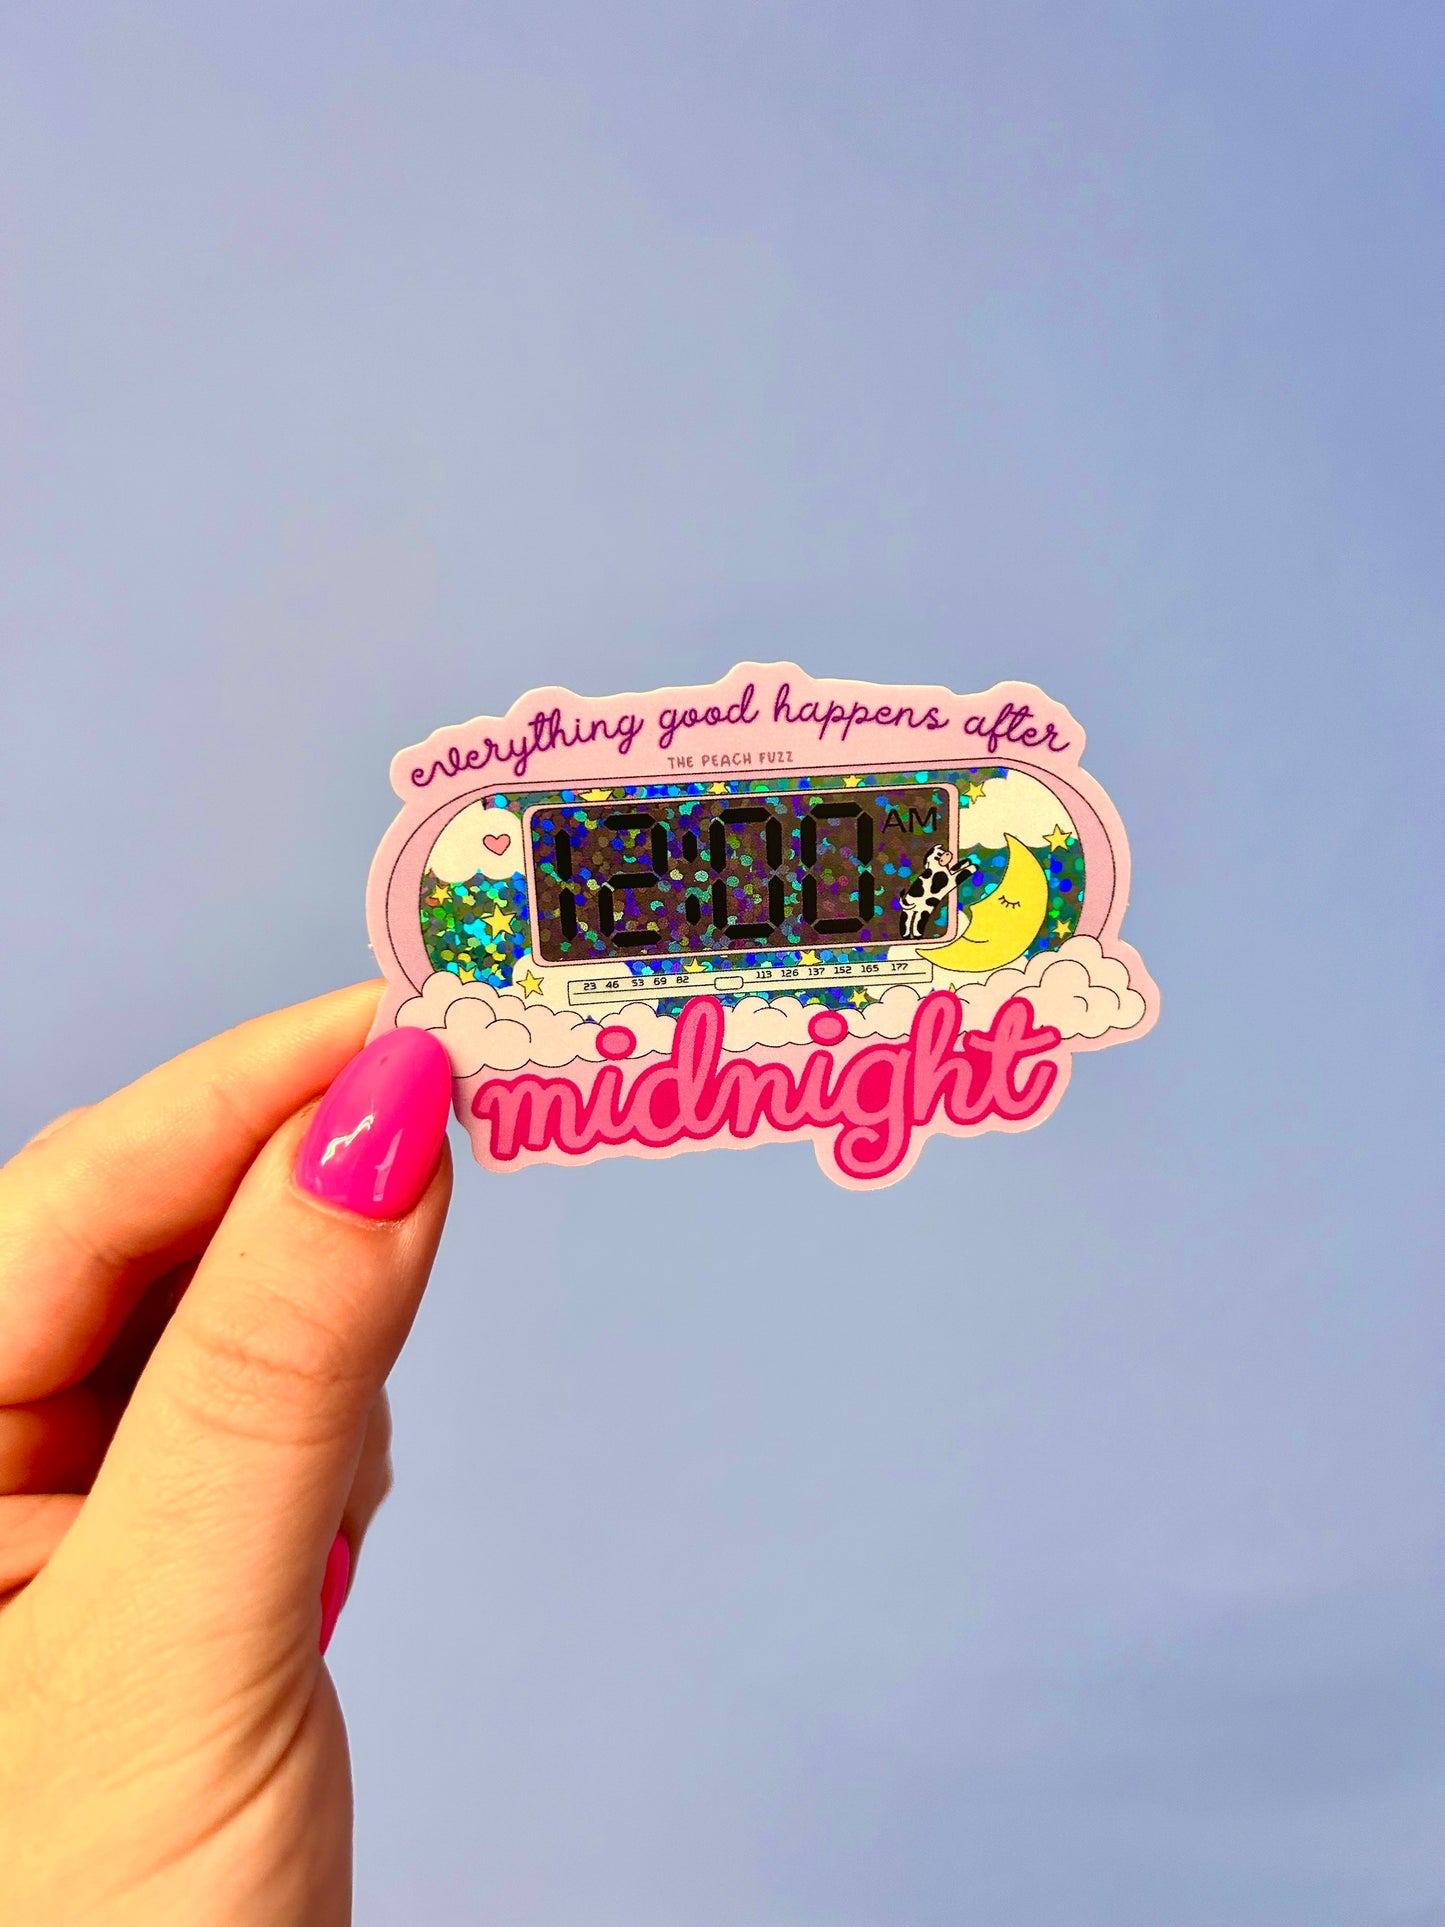 everything good happens after
THE PEACH FUZZ
12:00 AM
23 46 53 69 82 113 126 137 152 165 177
midnight